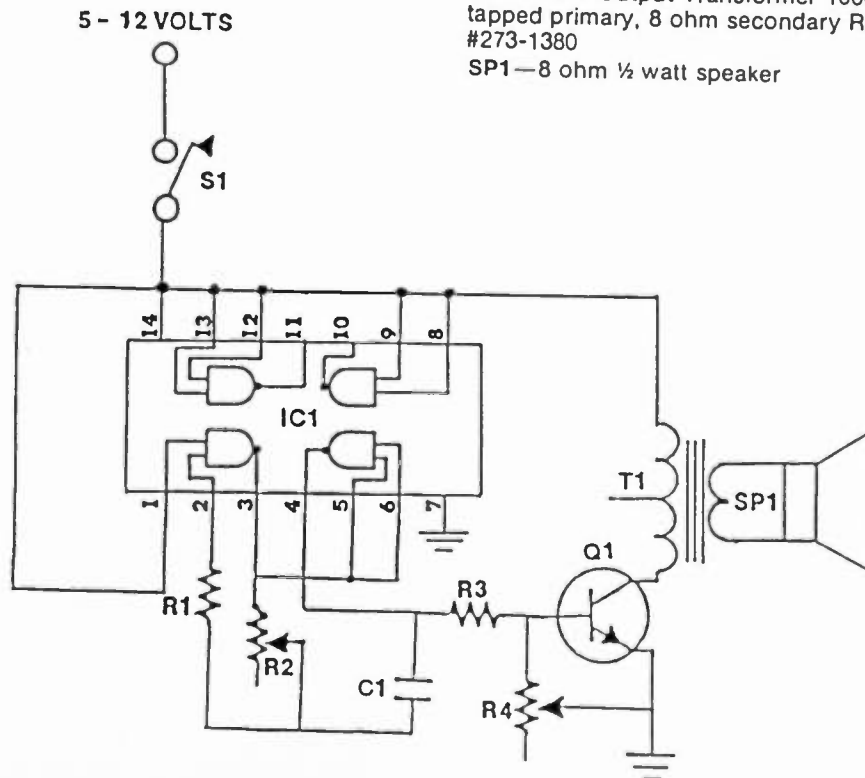 tapped primary, 8 ohm secondary R
#273-1380
SP1—8 ohm ½ watt speaker
5 - 12 VOLTS
S1
14 13 12 11 10 9 8
IC1
1 2 3 4 5 6 7
T1
SP1
Q1
R1
R2
R3
C1
R4